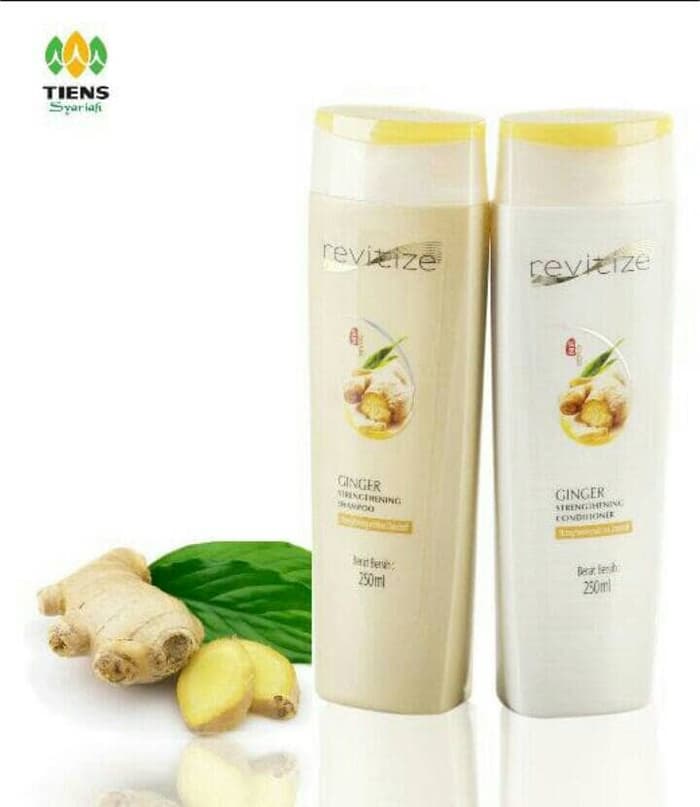 TIENS
Syariah
revitize
GINGER
STRENGTHENING
SHAMPOO
Berat Bersih :
250ml
revitize
GINGER
STRENGTHENING
CONDITIONER
Berat Bersih :
250ml